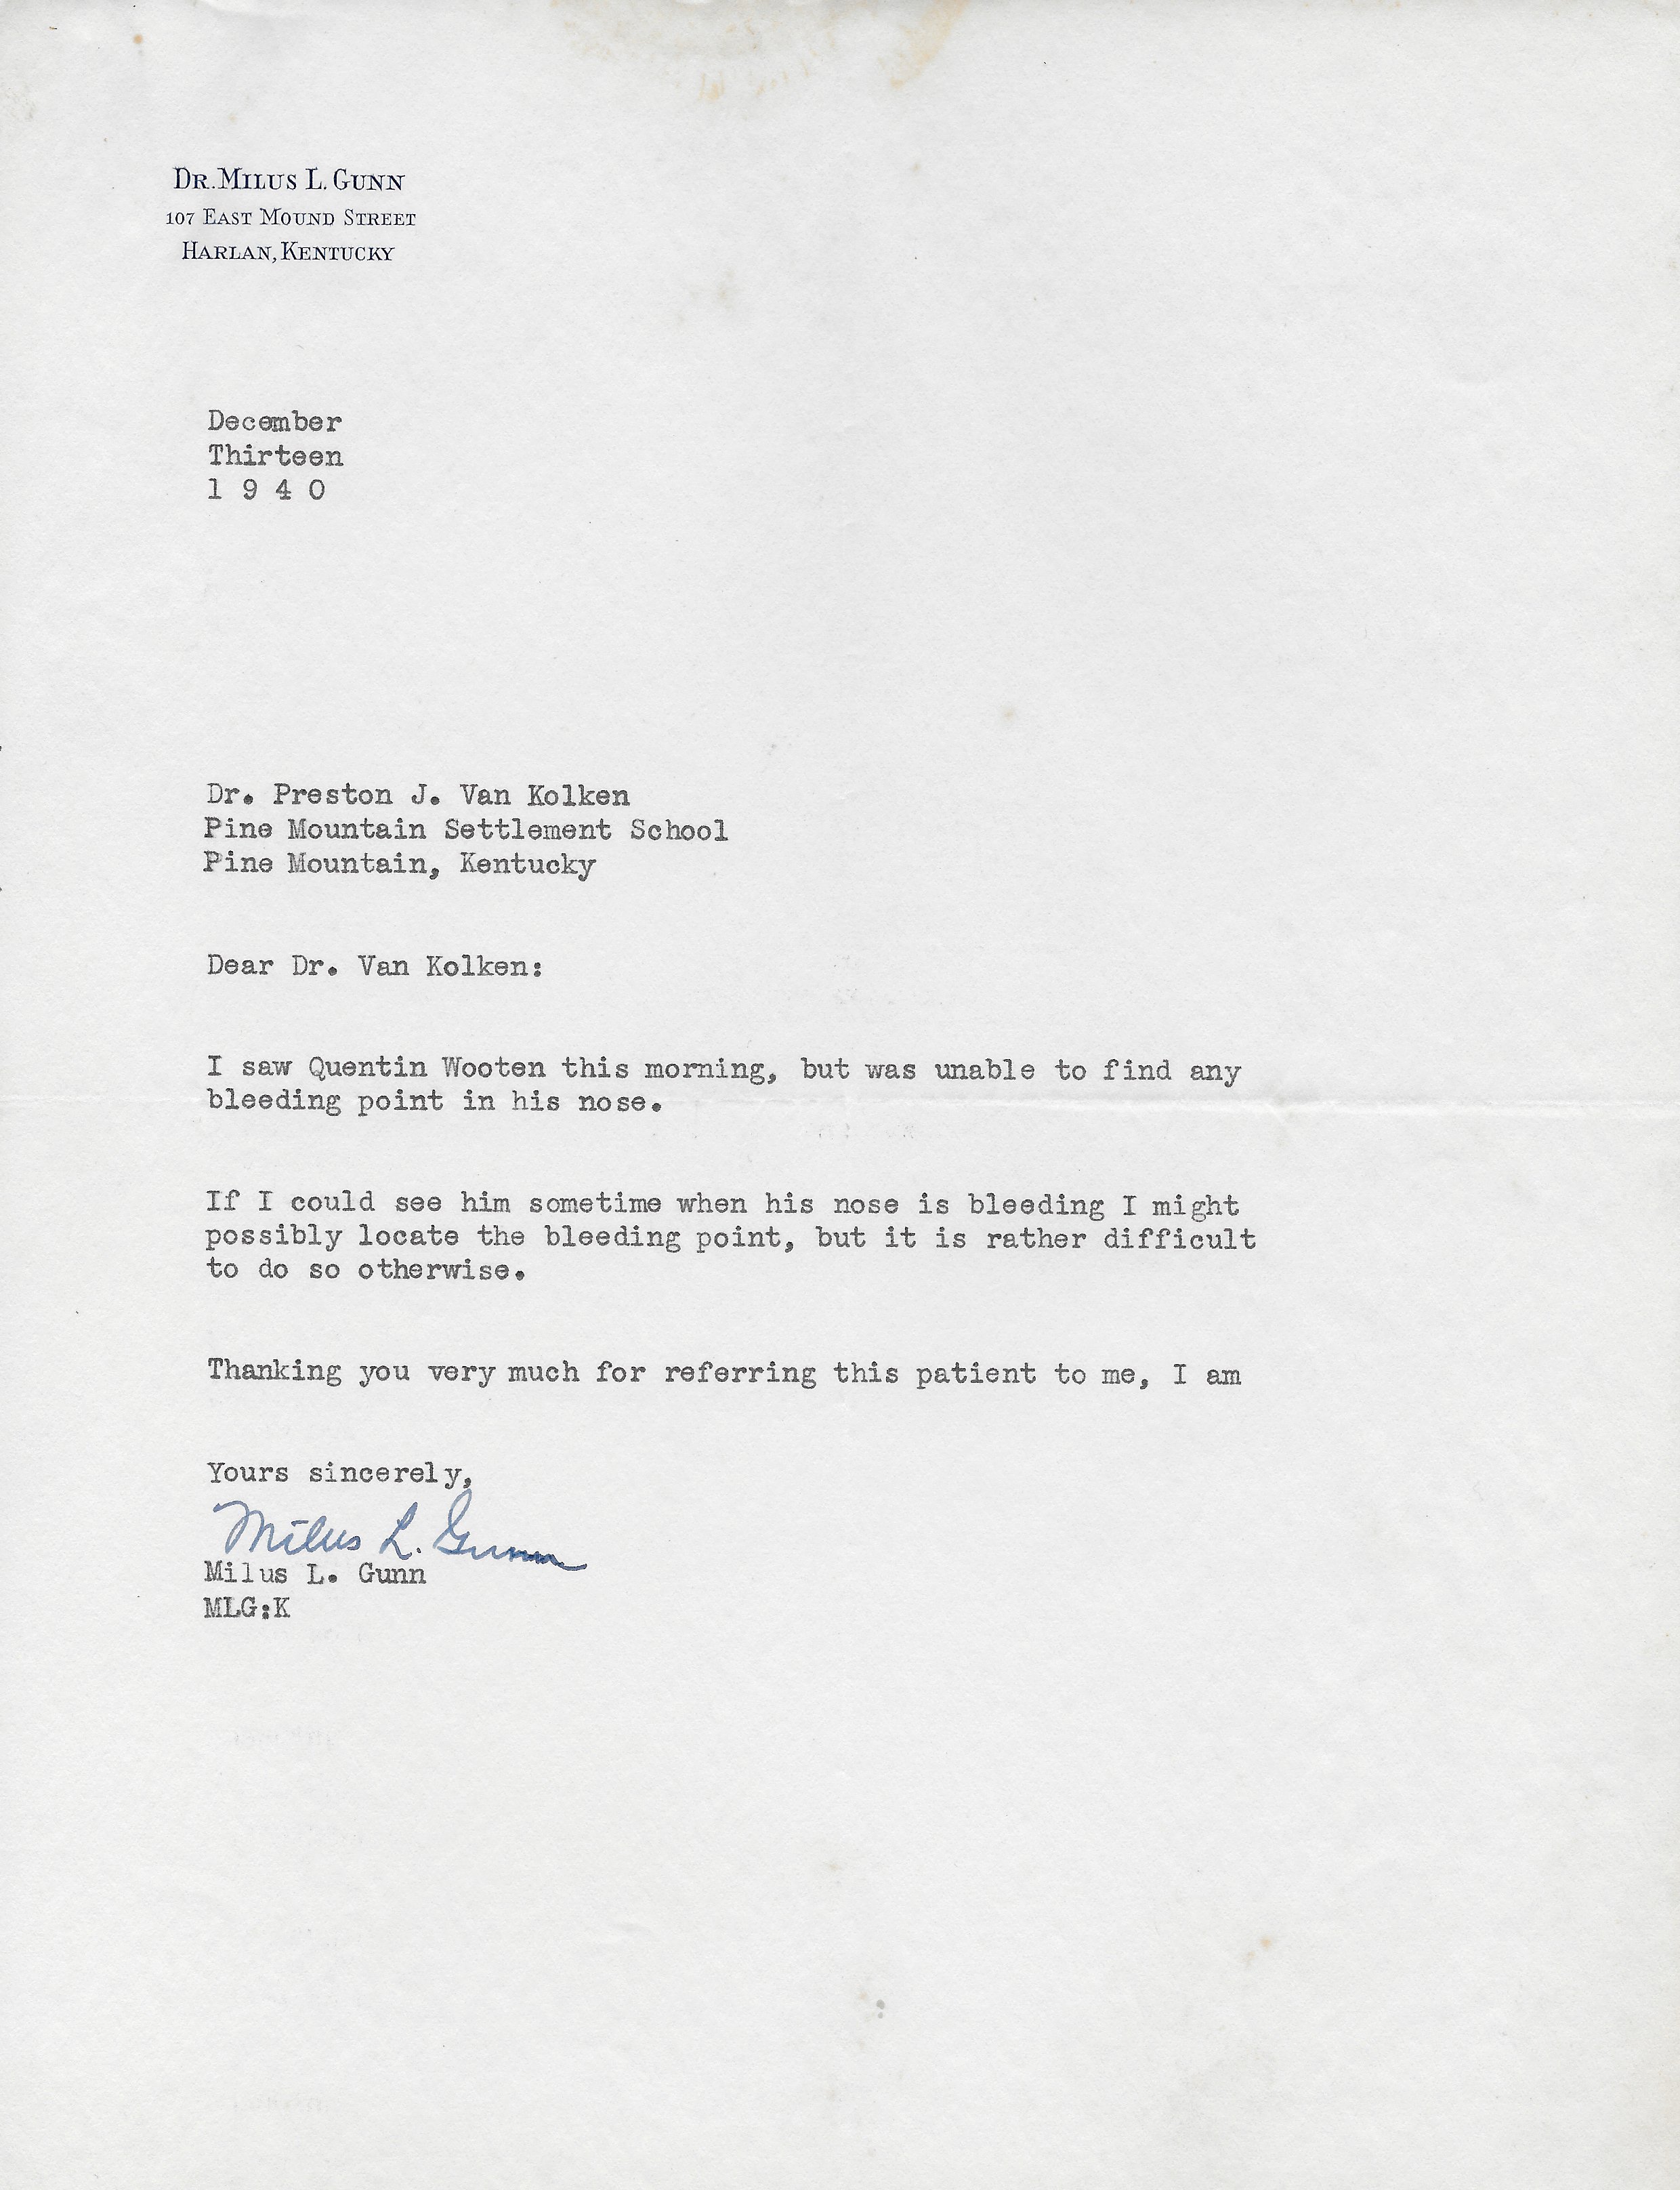 Dr. Milus L. Gunn
107 East Mound Street
Harlan, Kentucky
December
Thirteen
1 9 4 0
Dr. Preston J. Van Kolken
Pine Mountain Settlement School
Pine Mountain, Kentucky
Dear Dr. Van Kolken:
I saw Quentin Wooten this morning, but was unable to find any
bleeding point in his nose.
If I could see him sometime when his nose is bleeding I might
possibly locate the bleeding point, but it is rather difficult
to do so otherwise.
Thanking you very much for referring this patient to me, I am
Yours sincerely,
Milus L. Gunn
Milus L. Gunn
MLG:K